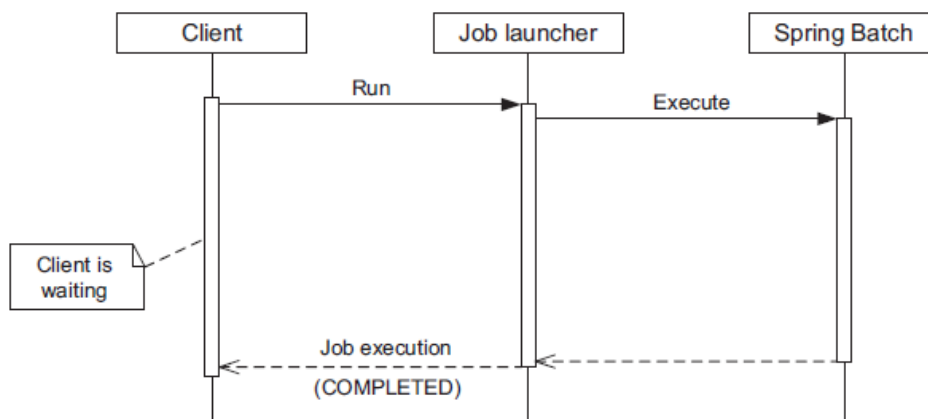 Client
Job launcher
Spring Batch
Run
Execute
Client is
waiting
Job execution
(COMPLETED)